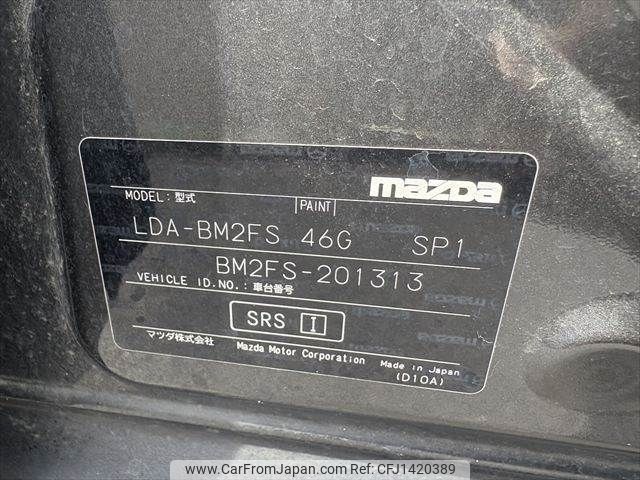 mazda
MODEL: 型式 PAINT
LDA-BM2FS 46G SP1
BM2FS-201313
VEHICLE ID.NO.: 車台番号
SRS I
マツダ株式会社 Mazda Motor Corporation Made in Japan
(D10A)
www.CarFromJapan.com - CFJ1420389